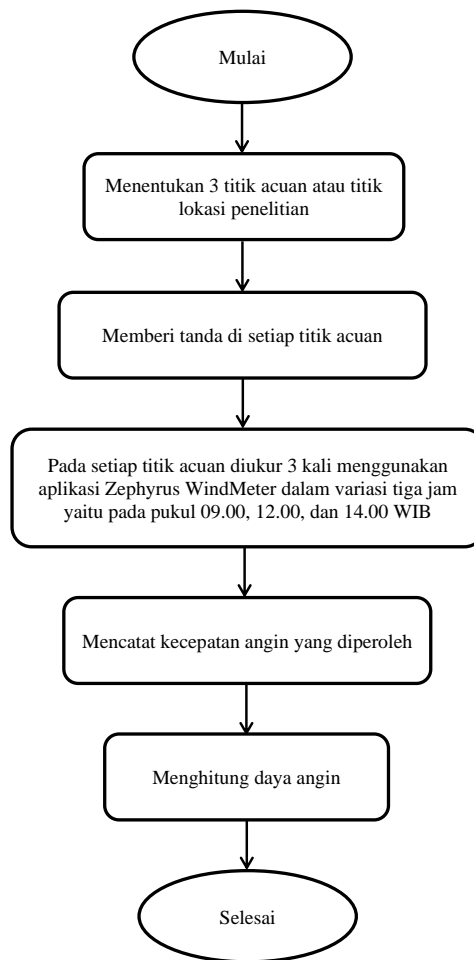 Mulai
Menentukan 3 titik acuan atau titik
lokasi penelitian
Memberi tanda di setiap titik acuan
Pada setiap titik acuan diukur 3 kali menggunakan
aplikasi Zephyrus WindMeter dalam variasi tiga jam
yaitu pada pukul 09.00, 12.00, dan 14.00 WIB
Mencatat kecepatan angin yang diperoleh
Menghitung daya angin
Selesai